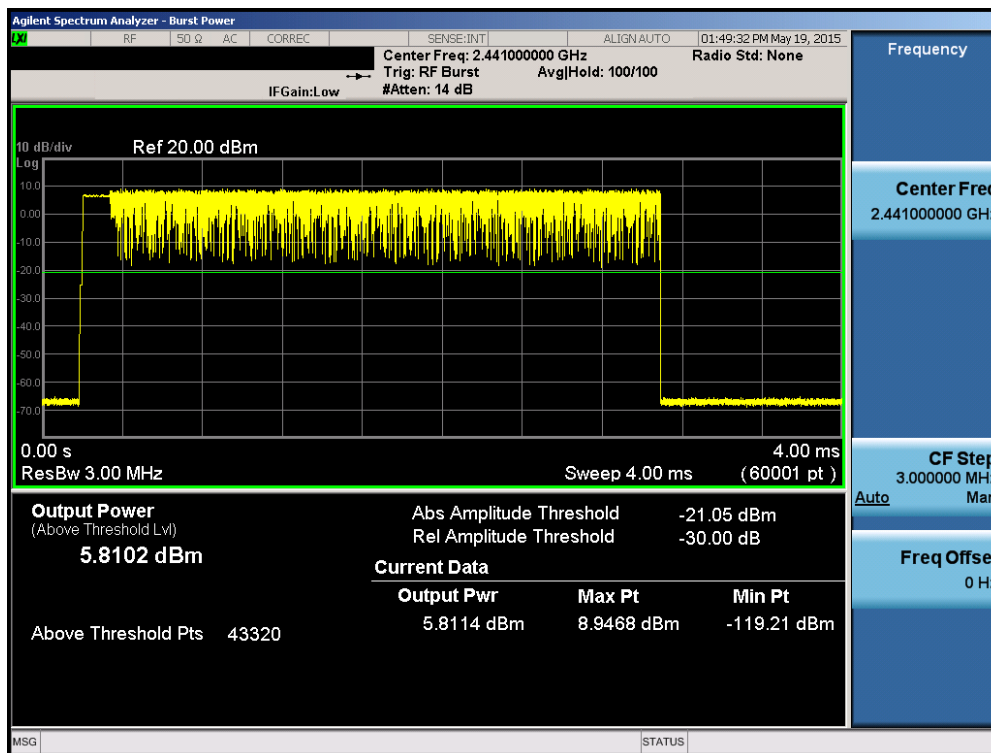 Agilent Spectrum Analyzer - Burst Power
LXI RF 50 Ω AC CORREC SENSE:INT ALIGN AUTO 01:49:32 PM May 19, 2015
Center Freq: 2.441000000 GHz Radio Std: None
Trig: RF Burst Avg|Hold: 100/100
IFGain:Low #Atten: 14 dB
Frequency
10 dB/div Ref 20.00 dBm
Log
10.0
0.00
-10.0
-20.0
-30.0
-40.0
-50.0
-60.0
-70.0
Center Freq
2.441000000 GH
0.00 s 4.00 ms
ResBw 3.00 MHz Sweep 4.00 ms (60001 pt )
CF Step
3.000000 MH
Auto Man
Output Power
(Above Threshold Lvl)
5.8102 dBm
Abs Amplitude Threshold -21.05 dBm
Rel Amplitude Threshold -30.00 dB
Current Data
Output Pwr Max Pt Min Pt
5.8114 dBm 8.9468 dBm -119.21 dBm
Above Threshold Pts 43320
Freq Offse
0 H
MSG STATUS